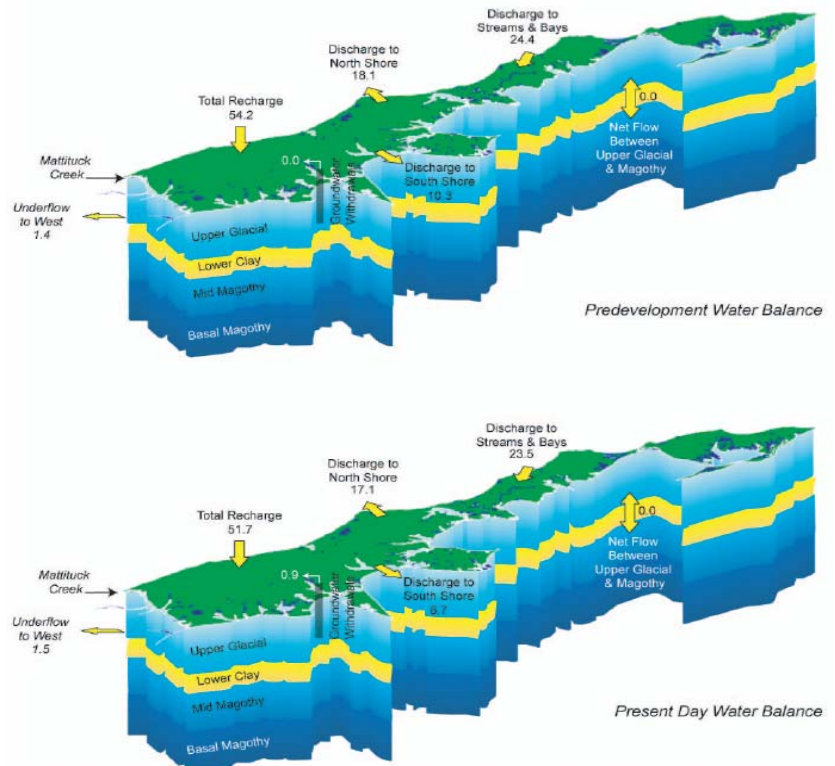 Discharge to
Streams & Bays
24.4
Discharge to
North Shore
18.1
Total Recharge
54.2
0.0
Net Flow
Between
Upper Glacial
& Magothy
Mattituck
Creek
0.0
Groundwater
Withdrawals
Discharge to
South Shore
10.3
Underflow
to West
1.4
Upper Glacial
Lower Clay
Mid Magothy
Basal Magothy
Predevelopment Water Balance
Discharge to
Streams & Bays
23.5
Discharge to
North Shore
17.1
Total Recharge
51.7
0.0
Net Flow
Between
Upper Glacial
& Magothy
Mattituck
Creek
0.9
Groundwater
Withdrawals
Discharge to
South Shore
6.7
Underflow
to West
1.5
Upper Glacial
Lower Clay
Mid Magothy
Basal Magothy
Present Day Water Balance